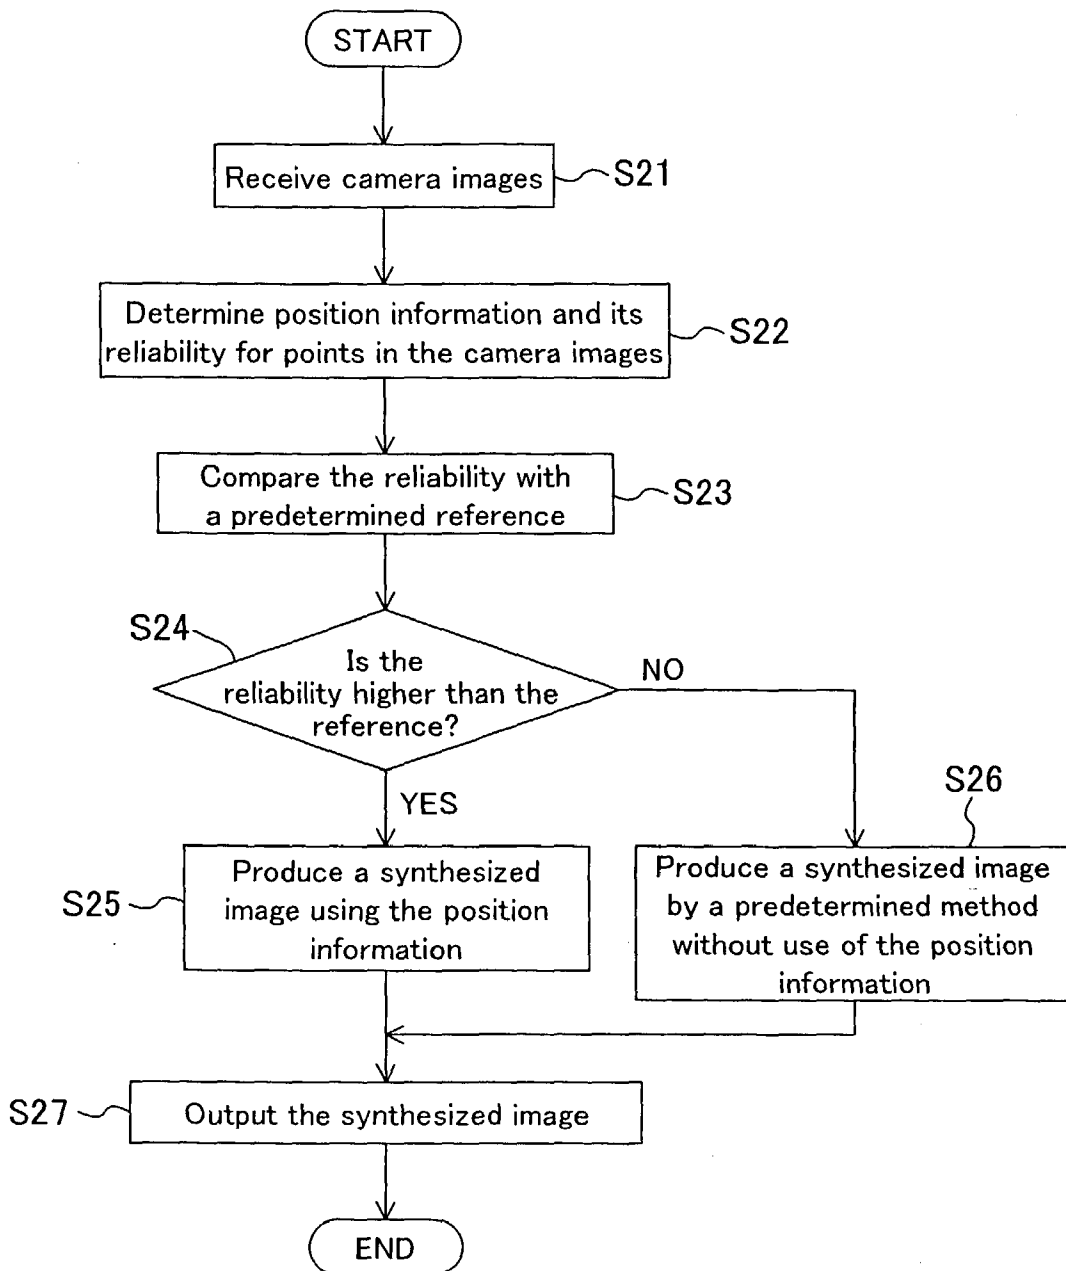 START
Receive camera images
S21
Determine position information and its
reliability for points in the camera images
S22
Compare the reliability with
a predetermined reference
S23
S24
Is the
reliability higher than the
reference?
NO
YES
S25
Produce a synthesized
image using the position
information
S26
Produce a synthesized image
by a predetermined method
without use of the position
information
S27
Output the synthesized image
END